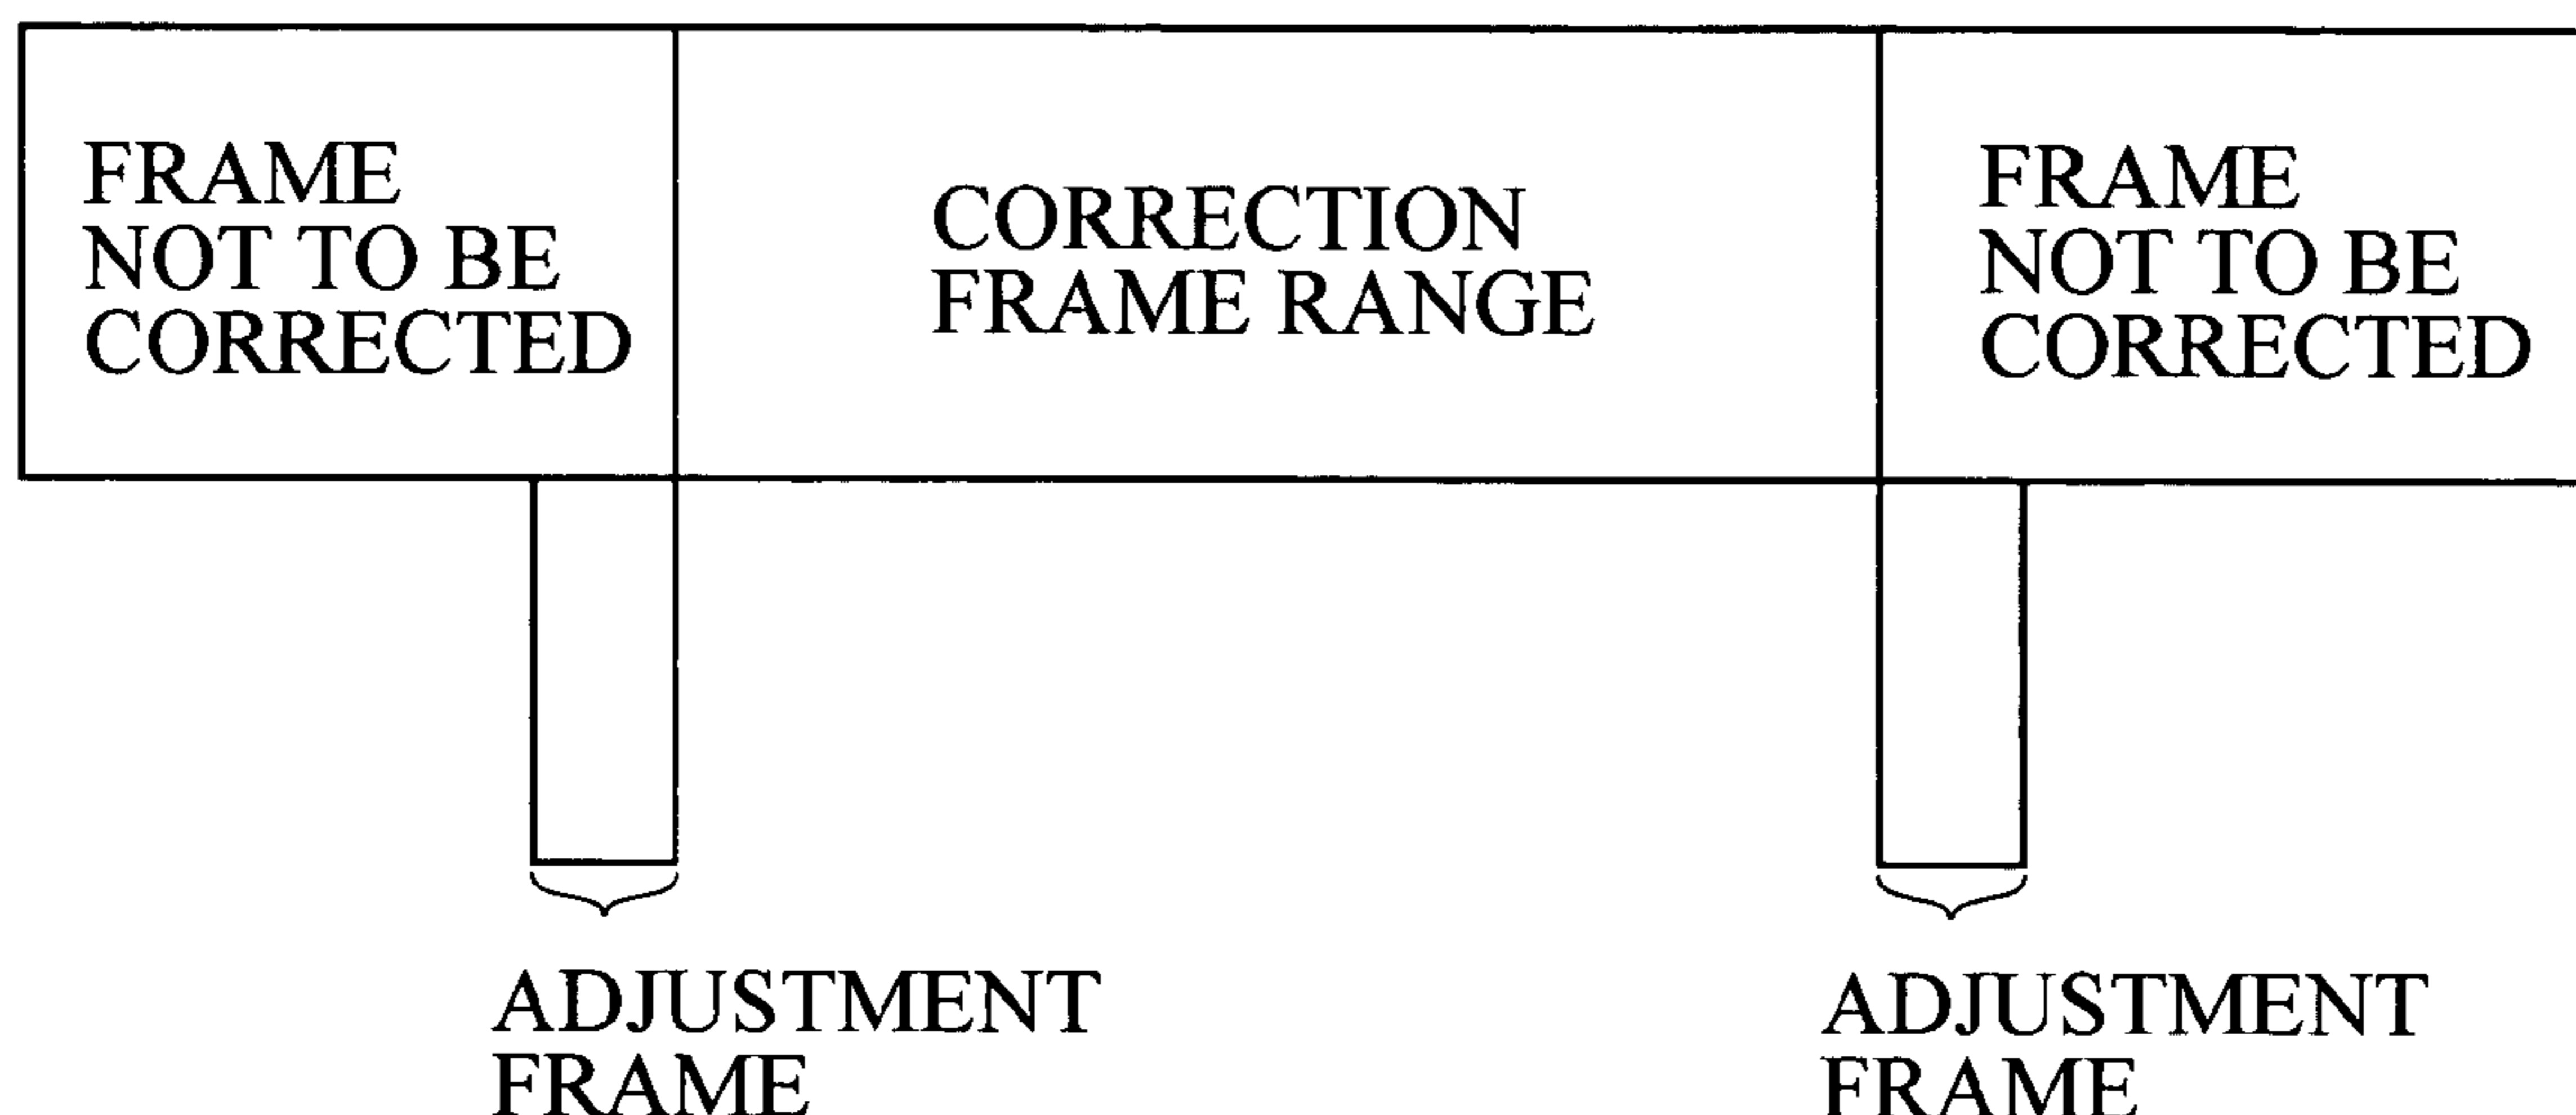 FRAME
NOT TO BE
CORRECTED
CORRECTION
FRAME RANGE
FRAME
NOT TO BE
CORRECTED
ADJUSTMENT
FRAME
ADJUSTMENT
FRAME